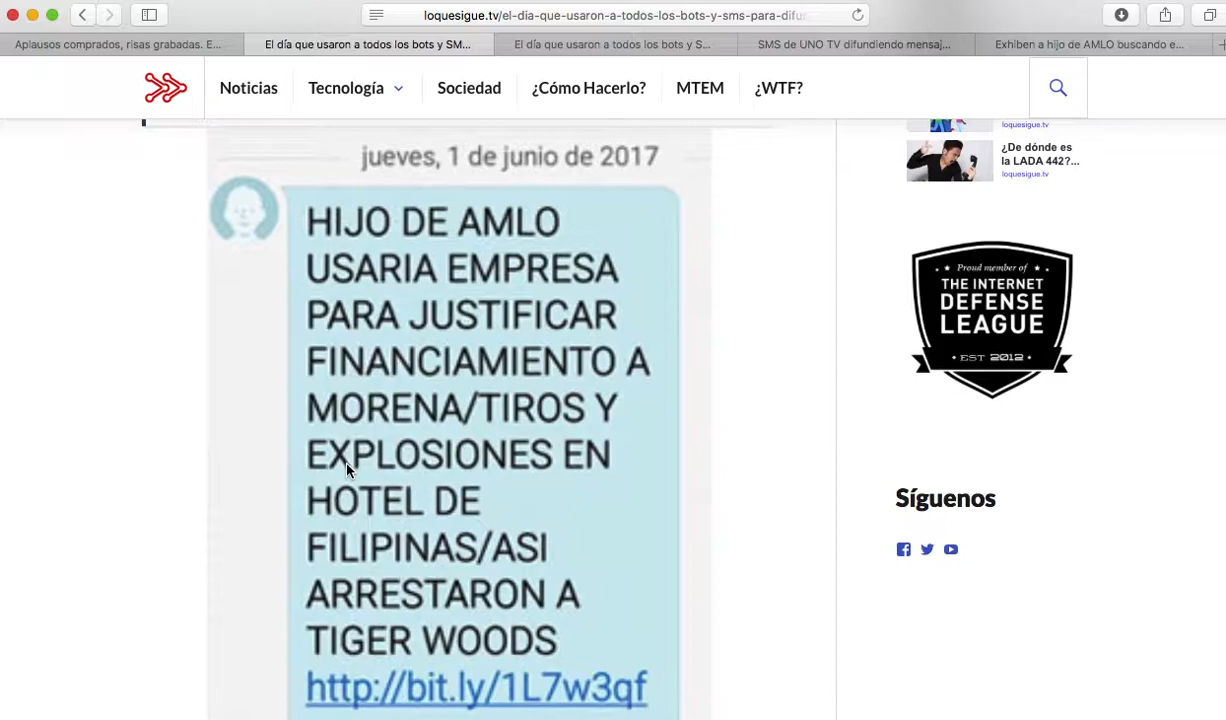 loquesigue.tv/el-dia-que-usaron-a-todos-los-bots-y-sms-para-difu
Aplausos comprados, risas grabadas. E...
El día que usaron a todos los bots y SM...
El día que usaron a todos los bots y S...
SMS de UNO TV difundiendo mensaj...
Exhiben a hijo de AMLO buscando e...
Noticias
Tecnología
Sociedad
¿Cómo Hacerlo?
MTEM
¿WTF?
jueves, 1 de junio de 2017
HIJO DE AMLO
USARIA EMPRESA
PARA JUSTIFICAR
FINANCIAMIENTO A
MORENA/TIROS Y
EXPLOSIONES EN
HOTEL DE
FILIPINAS/ASI
ARRESTARON A
TIGER WOODS
http://bit.ly/1L7w3qf
loquesigue.tv
¿De dónde es
la LADA 442?...
loquesigue.tv
Proud member of
THE INTERNET
DEFENSE
LEAGUE
EST 2012
Síguenos